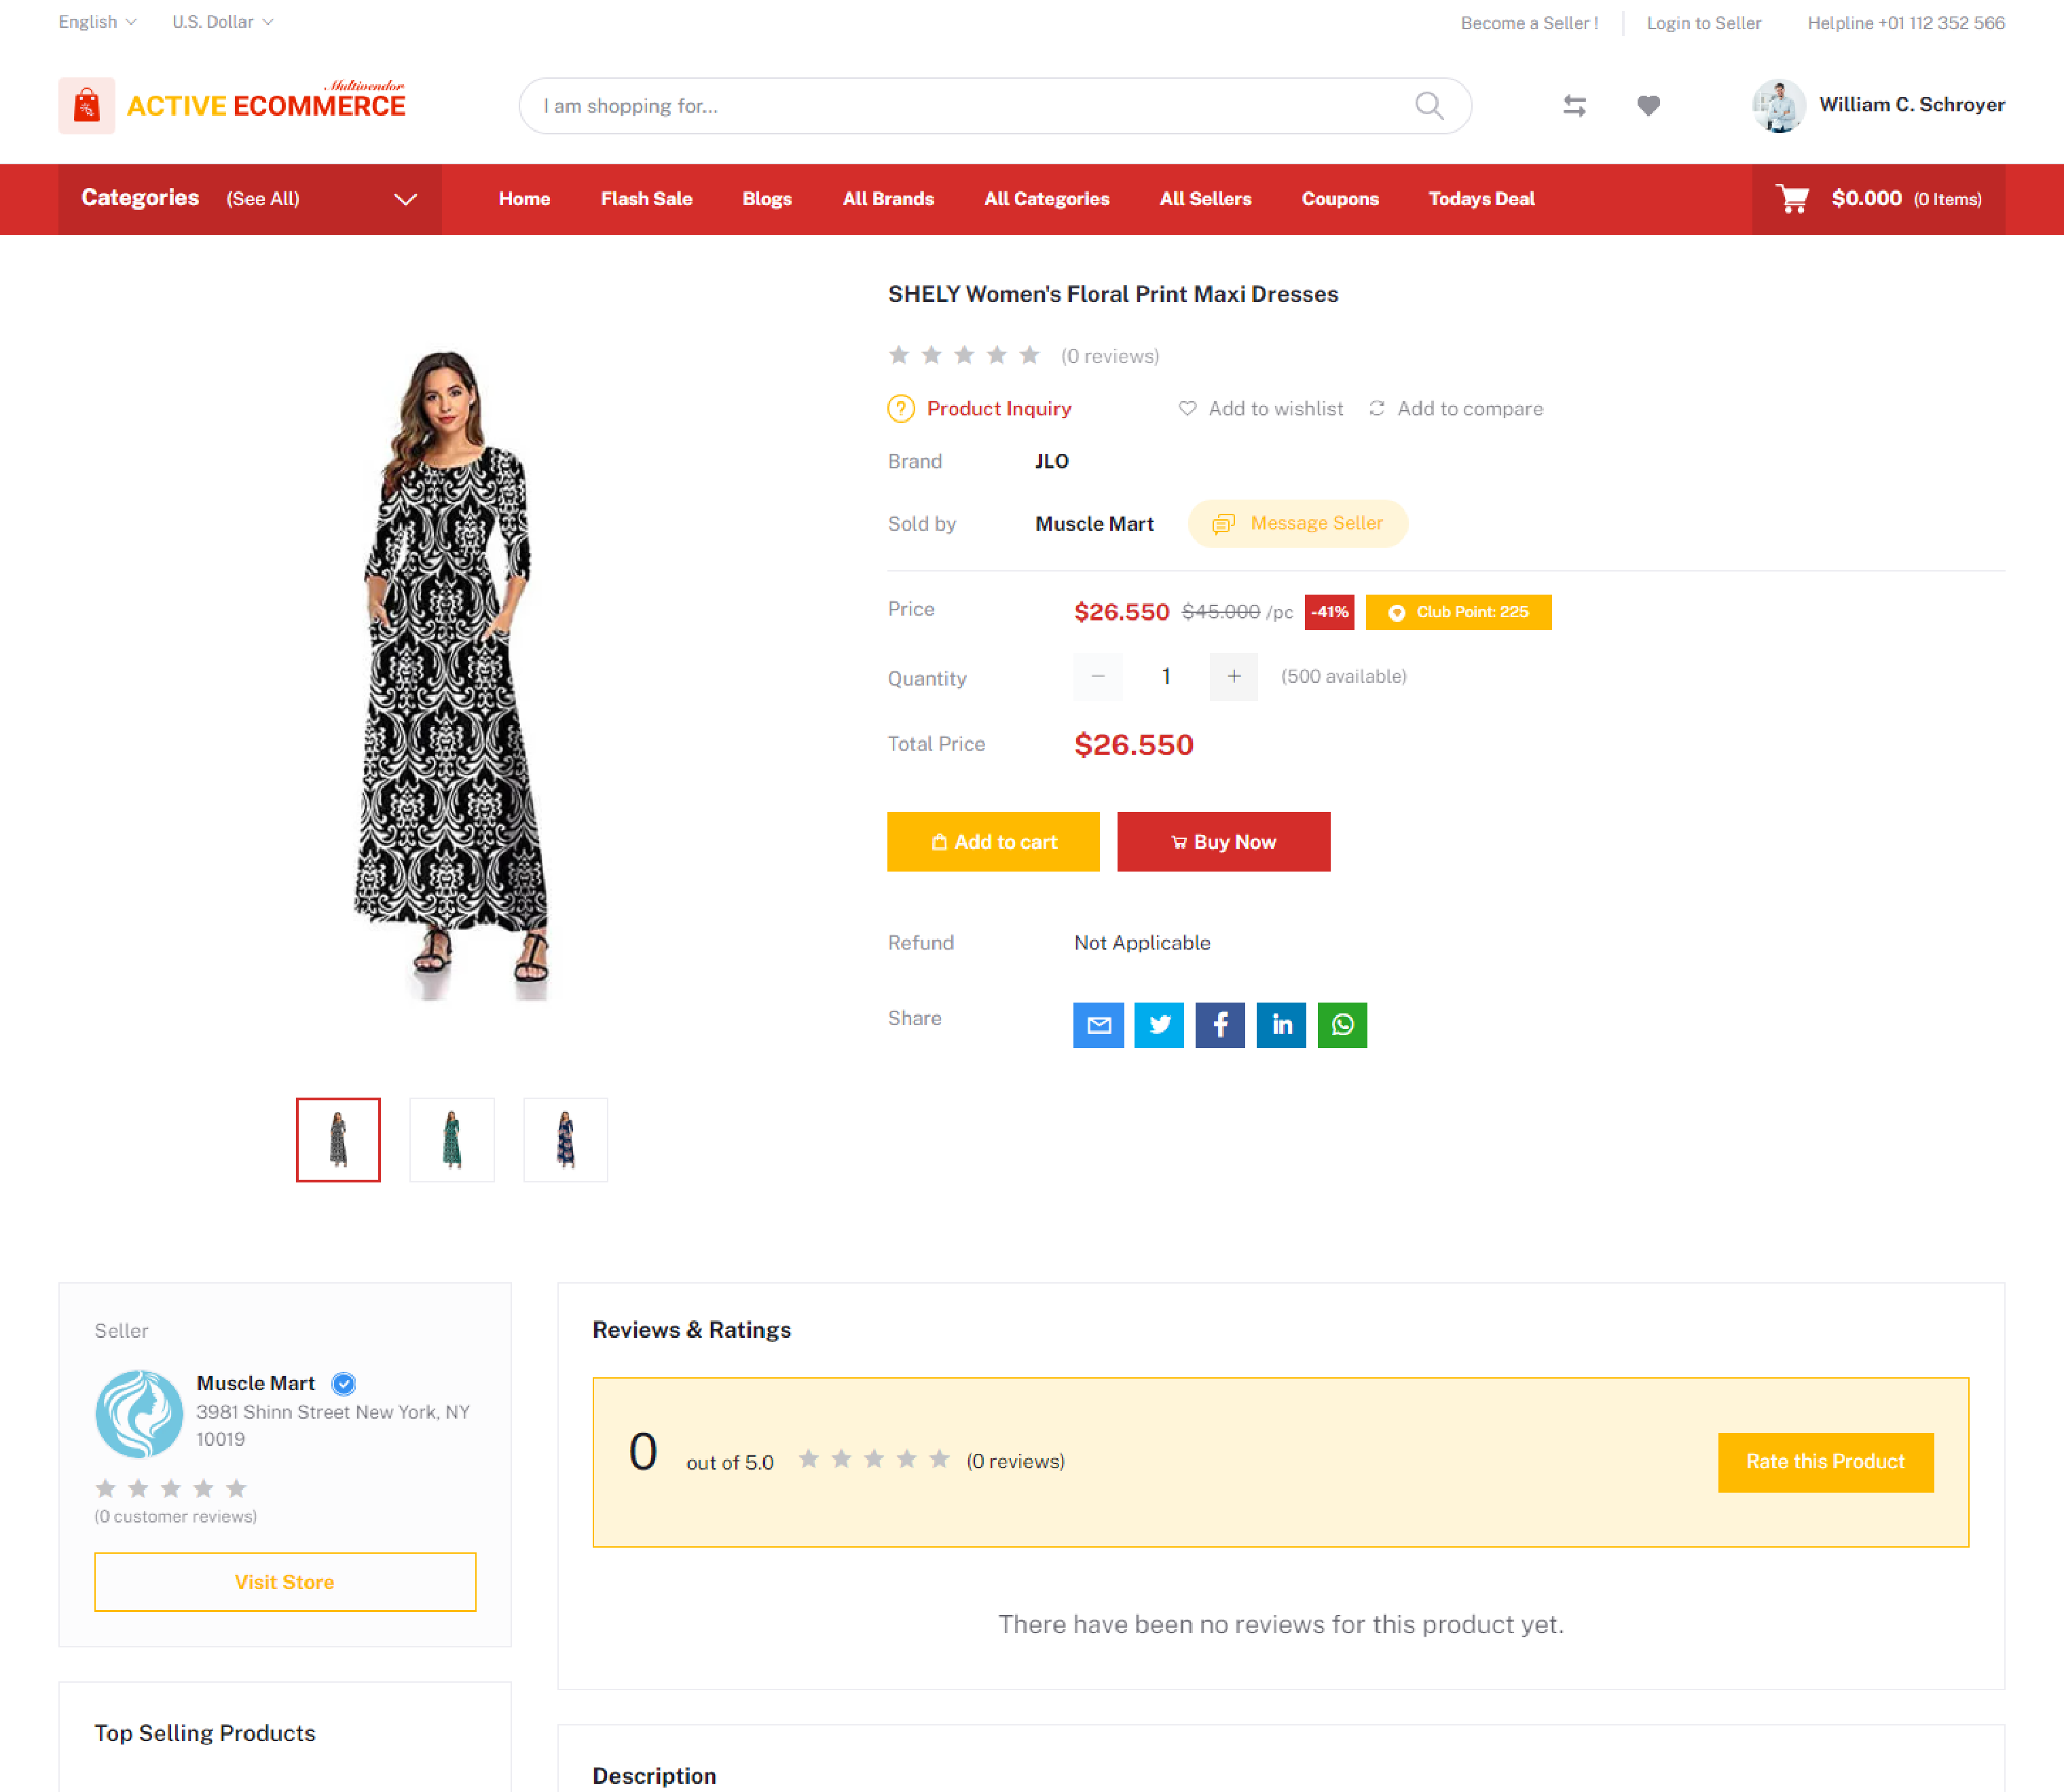 English
U.S. Dollar
Become a Seller !
Login to Seller
Helpline +01 112 352 566
Multivendor
ACTIVE ECOMMERCE
I am shopping for...
William C. Schroyer
Categories (See All)
Home
Flash Sale
Blogs
All Brands
All Categories
All Sellers
Coupons
Todays Deal
$0.000 (0 Items)
SHELY Women's Floral Print Maxi Dresses
(0 reviews)
? Product Inquiry
Add to wishlist
Add to compare
Brand
JLO
Sold by
Muscle Mart
Message Seller
Price
$26.550 $45.000 /pc -41% Club Point: 225
Quantity
− 1 + (500 available)
Total Price
$26.550
Add to cart
Buy Now
Refund
Not Applicable
Share
in
Seller
Muscle Mart
3981 Shinn Street New York, NY
10019
(0 customer reviews)
Visit Store
Top Selling Products
Reviews & Ratings
0 out of 5.0 (0 reviews)
Rate this Product
There have been no reviews for this product yet.
Description